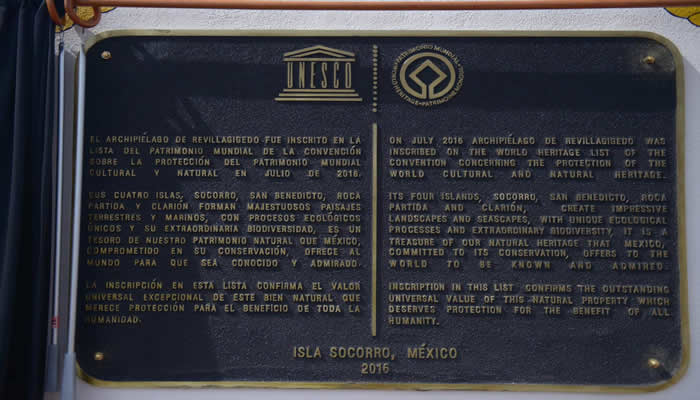 UNESCO
PATRIMONIO MUNDIAL
WORLD HERITAGE
EL ARCHIPIÉLABO DE REVILLAGIGEDO FUE INSCRITO EN LA
LISTA DEL PATRIMONIO MUNDIAL DE LA CONVENCIÓN
SOBRE LA PROTECCIÓN DEL PATRIMONIO MUNDIAL
CULTURAL Y NATURAL EN JULIO DE 2016.
SUS CUATRO ISLAS, SOCORRO, SAN BENEDICTO, ROCA
PARTIDA Y CLARIÓN FORMAN MAJESTUOSOS PAISAJES
TERRESTRES Y MARINOS, CON PROCESOS ECOLÓGICOS
ÚNICOS Y SU EXTRAORDINARIA BIODIVERSIDAD, ES UN
TESORO DE NUESTRO PATRIMONIO NATURAL QUE MÉXICO,
COMPROMETIDO EN SU CONSERVACIÓN, OFRECE AL
MUNDO PARA QUE SEA CONOCIDO Y ADMIRADO.
LA INSCRIPCIÓN EN ESTA LISTA CONFIRMA EL VALOR
UNIVERSAL EXCEPCIONAL DE ESTE BIEN NATURAL QUE
MERECE PROTECCIÓN PARA EL BENEFICIO DE TODA LA
HUMANIDAD.
ON JULY 2016 ARCHIPIÉLAGO DE REVILLAGIGEDO WAS
INSCRIBED ON THE WORLD HERITAGE LIST OF THE
CONVENTION CONCERNING THE PROTECTION OF THE
WORLD CULTURAL AND NATURAL HERITAGE.
ITS FOUR ISLANDS, SOCORRO, SAN BENEDICTO, ROCA
PARTIDA AND CLARIÓN, CREATE IMPRESSIVE
LANDSCAPES AND SEASCAPES, WITH UNIQUE ECOLOGICAL
PROCESSES AND EXTRAORDINARY BIODIVERSITY, IT IS A
TREASURE OF OUR NATURAL HERITAGE THAT MEXICO,
COMMITTED TO ITS CONSERVATION, OFFERS TO THE
WORLD TO BE KNOWN AND ADMIRED.
INSCRIPTION IN THIS LIST CONFIRMS THE OUTSTANDING
UNIVERSAL VALUE OF THIS NATURAL PROPERTY WHICH
DESERVES PROTECTION FOR THE BENEFIT OF ALL
HUMANITY.
ISLA SOCORRO, MÉXICO
2016